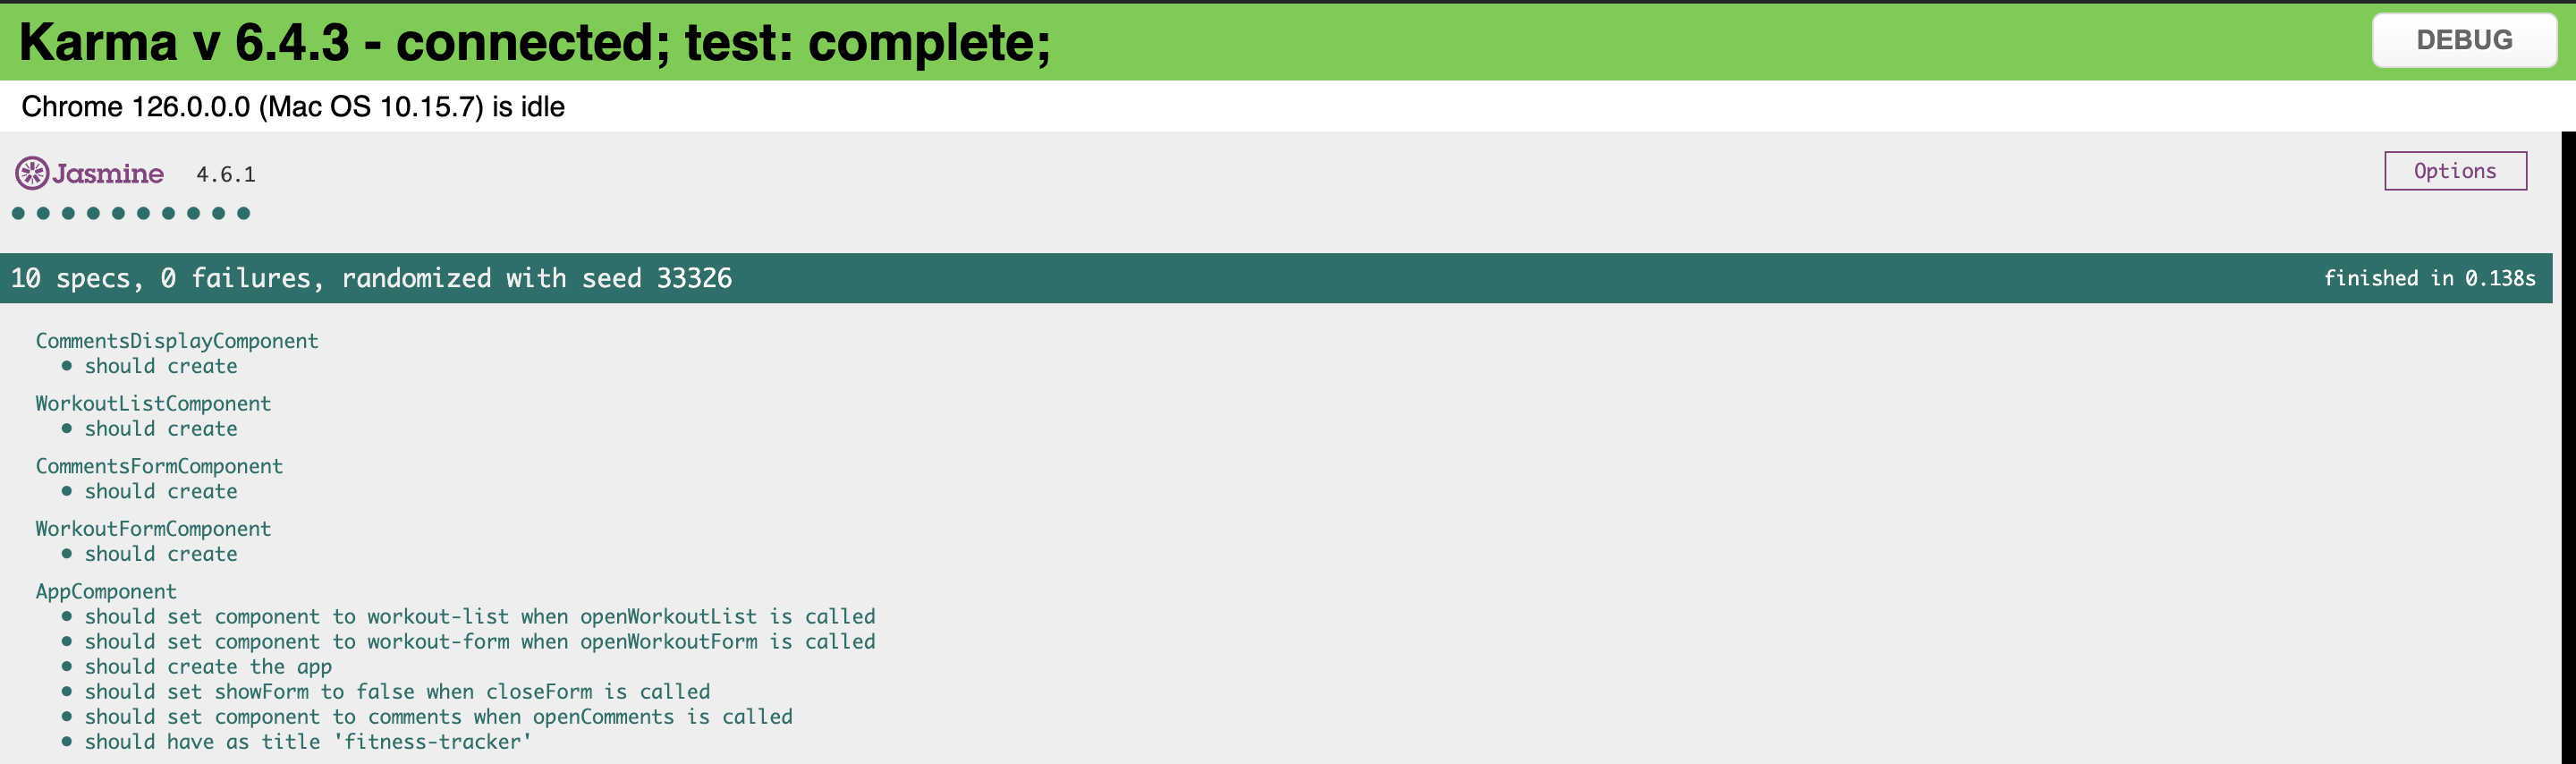 Karma v 6.4.3 - connected; test: complete;
DEBUG
Chrome 126.0.0.0 (Mac OS 10.15.7) is idle
Jasmine 4.6.1
Options
10 specs, 0 failures, randomized with seed 33326
finished in 0.138s
CommentsDisplayComponent
• should create
WorkoutListComponent
• should create
CommentsFormComponent
• should create
WorkoutFormComponent
• should create
AppComponent
• should set component to workout-list when openWorkoutList is called
• should set component to workout-form when openWorkoutForm is called
• should create the app
• should set showForm to false when closeForm is called
• should set component to comments when openComments is called
• should have as title 'fitness-tracker'